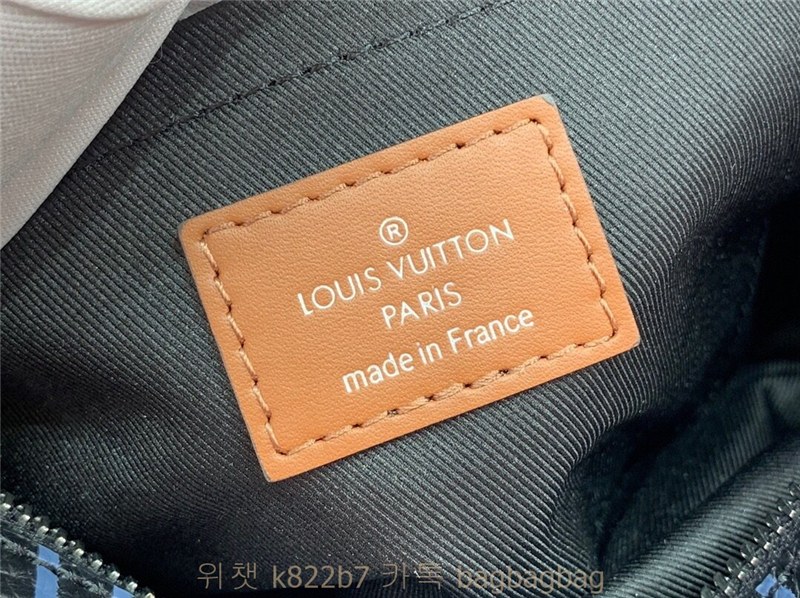 ®
LOUIS VUITTON
PARIS
made in France
위챗 k822b7 카톡 bagbagbag